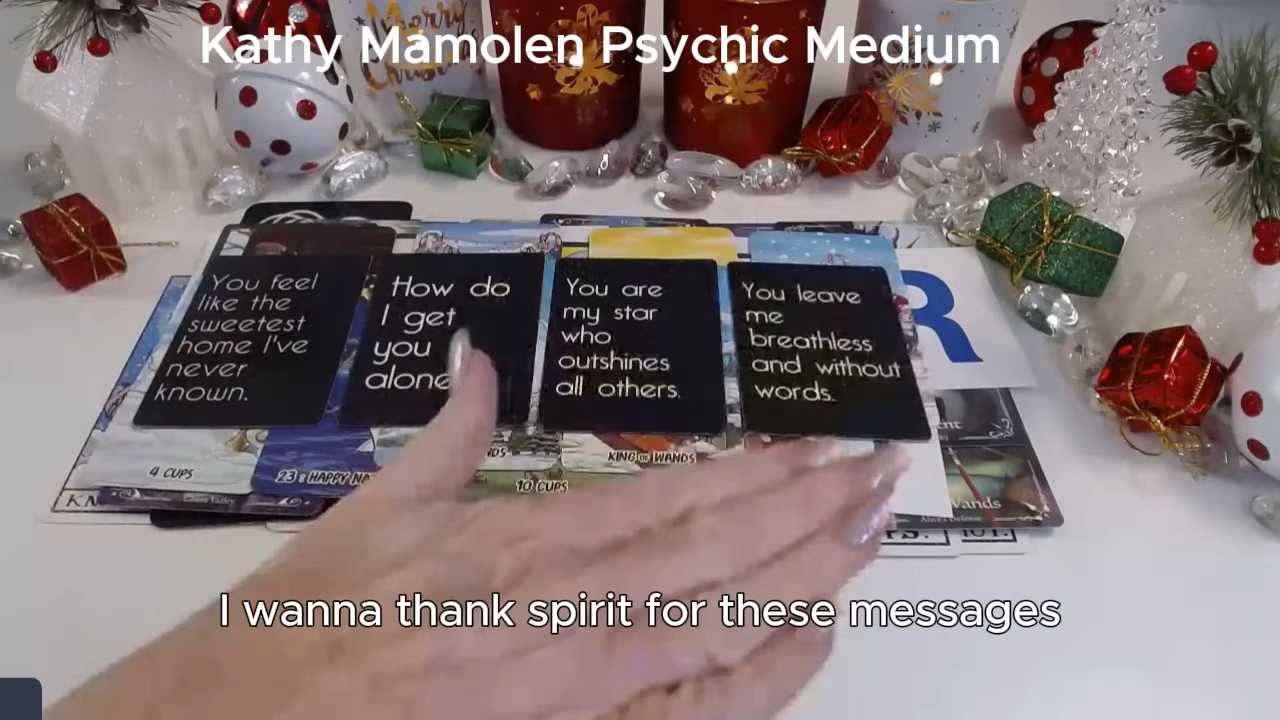 Kathy Mamolen Psychic Medium
Merry
You feel
like the
sweetest
home I've
never
known.
How do
I get
you
alone
You are
my star
who
outshines
all others.
You leave
me
breathless
and without
words.
R
4 CUPS
23 : HAPPY
10 CUPS
KING OF WANDS
Wands
I wanna thank spirit for these messages